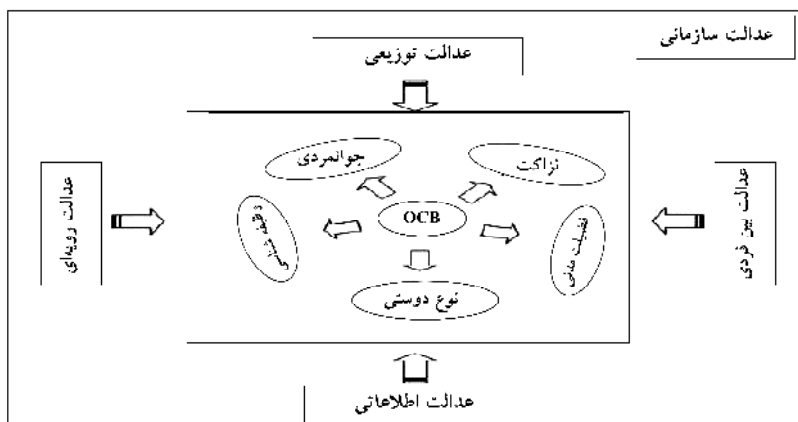 عدالت سازمانی
عدالت توزیعی
جوانمردی
نزاکت
عدالت رویه‌ای
OCB
عدالت بین فردی
وظیفه شناسی
فضیلت مدنی
نوع دوستی
عدالت اطلاعاتی